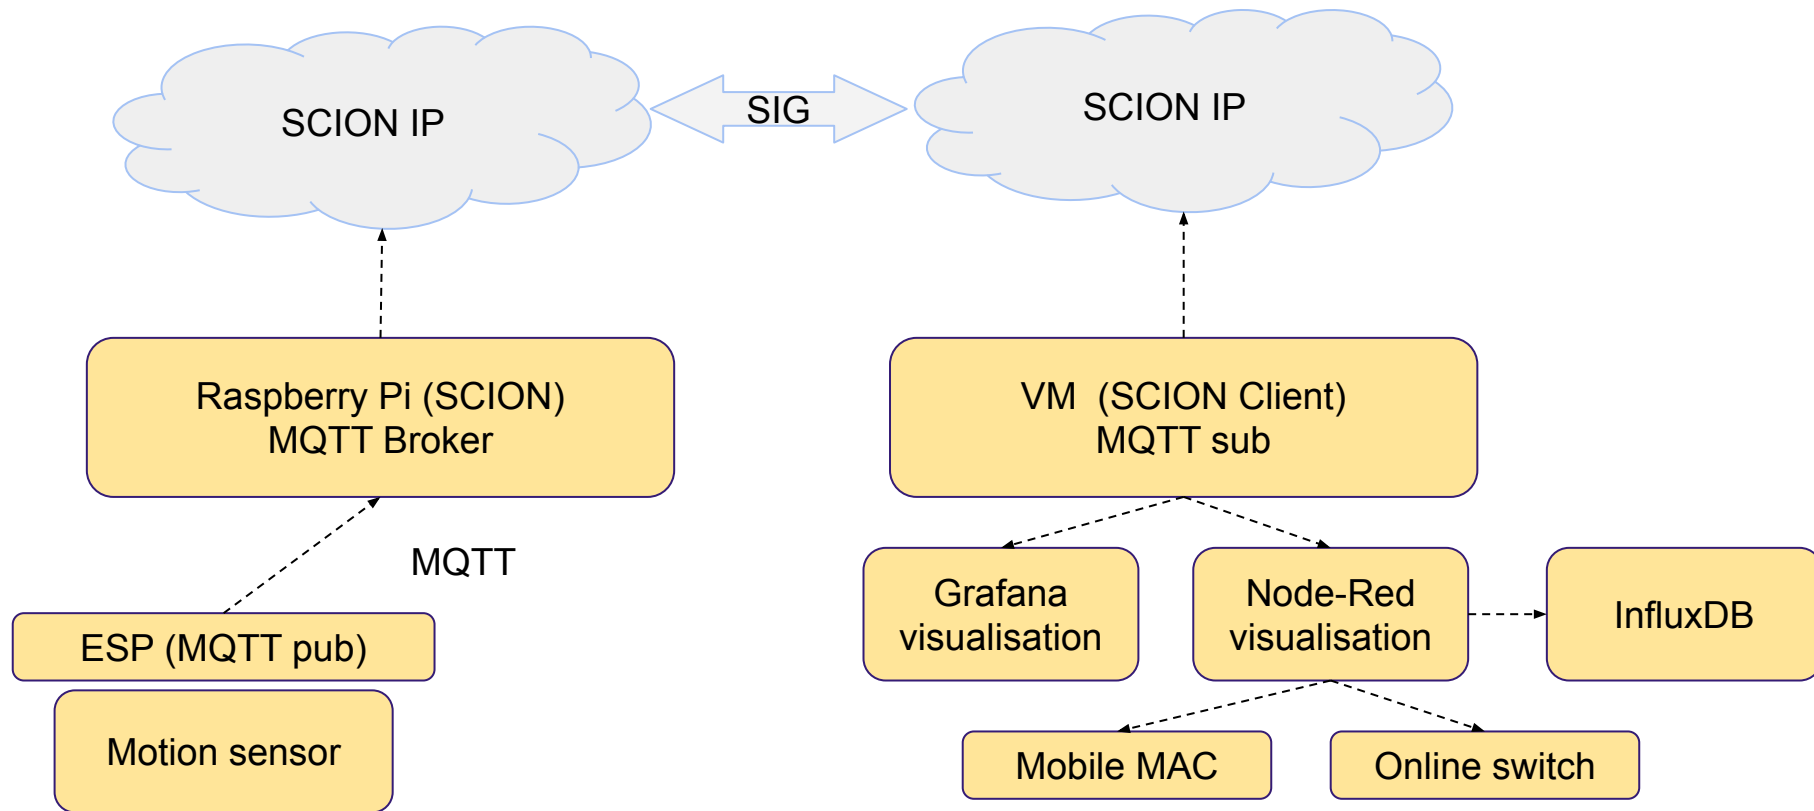 SCION IP
SIG
SCION IP
Raspberry Pi (SCION)
MQTT Broker
VM  (SCION Client)
MQTT sub
MQTT
ESP (MQTT pub)
Motion sensor
Grafana
visualisation
Node-Red
visualisation
InfluxDB
Mobile MAC
Online switch